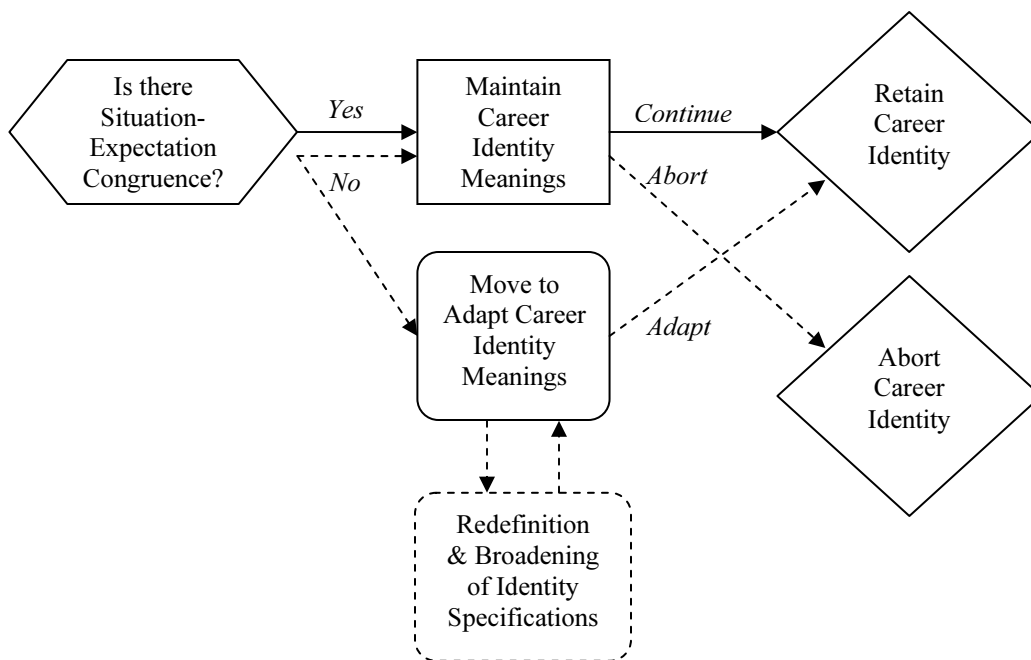 Is there
Situation-
Expectation
Congruence?
Yes
No
Maintain
Career
Identity
Meanings
Continue
Abort
Retain
Career
Identity
Move to
Adapt Career
Identity
Meanings
Adapt
Abort
Career
Identity
Redefinition
& Broadening
of Identity
Specifications